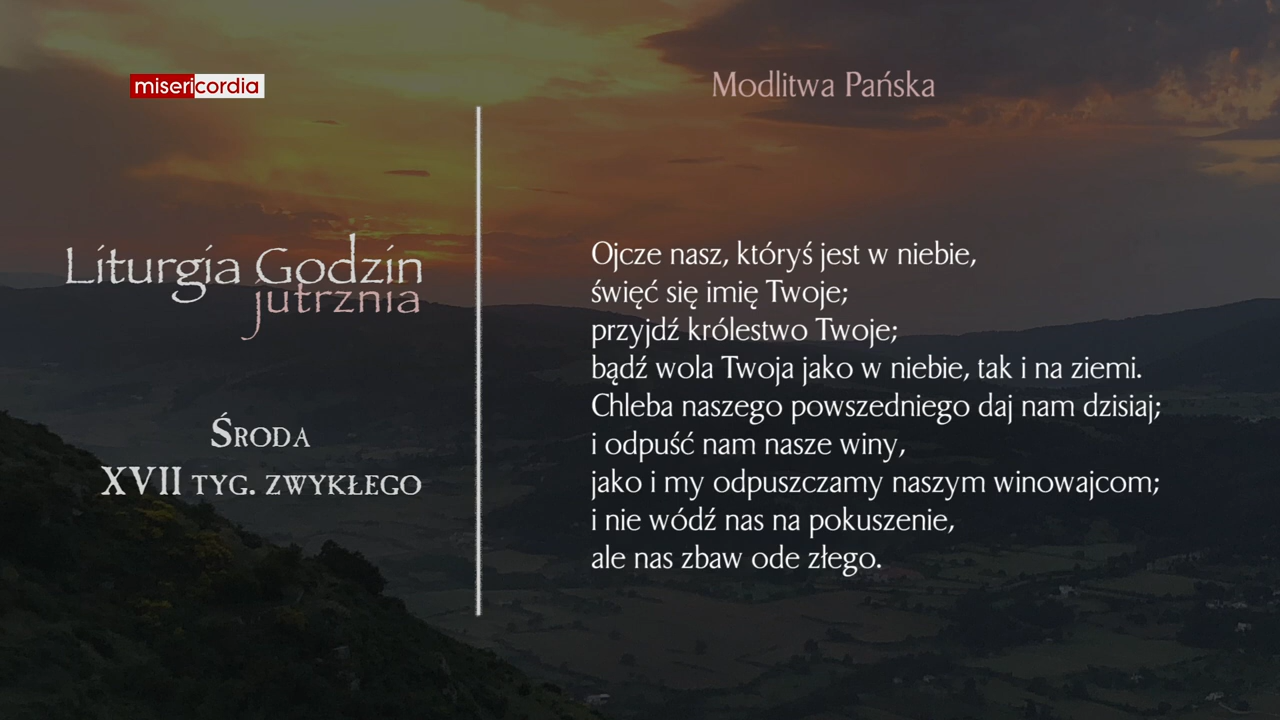 misericordia
Liturgia Godzin
jutrznia
Środa
XVII tyg. zwykłego
Modlitwa Pańska
Ojcze nasz, któryś jest w niebie,
święć się imię Twoje;
przyjdź królestwo Twoje;
bądź wola Twoja jako w niebie, tak i na ziemi.
Chleba naszego powszedniego daj nam dzisiaj;
i odpuść nam nasze winy,
jako i my odpuszczamy naszym winowajcom;
i nie wódź nas na pokuszenie,
ale nas zbaw ode złego.